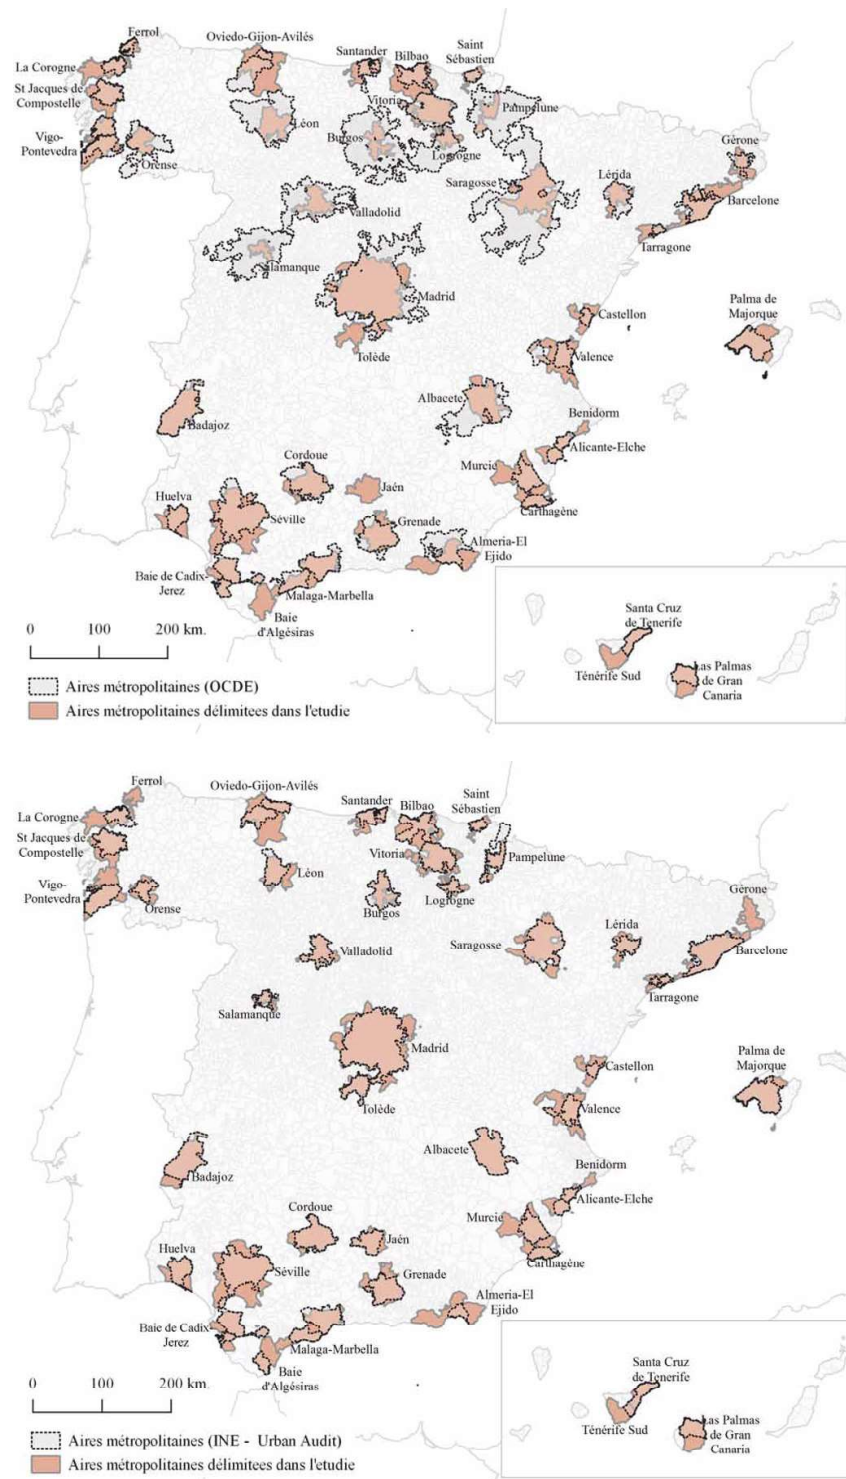 Ferrol
Oviedo-Gijon-Avilés
Santander
Bilbao
Saint
Sébastien
La Corogne
St Jacques de
Compostelle
Vitoria
Pampelune
Léon
Burgos
Vigo-
Pontevedra
Orense
Logrogne
Gérone
Saragosse
Lérida
Barcelone
Valladolid
Tarragone
Salamanque
Madrid
Palma de
Majorque
Castellon
Tolède
Valence
Albacete
Benidorm
Badajoz
Alicante-Elche
Cordoue
Murcie
Jaén
Huelva
Carthagène
Séville
Grenade
Almeria-El
Ejido
Baie de Cadix-
Jerez
Malaga-Marbella
Baie
d'Algésiras
Santa Cruz
de Tenerife
Ténérife Sud
Las Palmas
de Gran
Canaria
0 100 200 km.
Aires métropolitaines (OCDE)
Aires métropolitaines délimitees dans l'etudie
Ferrol
Oviedo-Gijon-Avilés
Santander
Bilbao
Saint
Sébastien
La Corogne
St Jacques de
Compostelle
Vitoria
Pampelune
Léon
Vigo-
Pontevedra
Orense
Burgos
Logrogne
Gérone
Lérida
Valladolid
Saragosse
Barcelone
Tarragone
Salamanque
Madrid
Palma de
Majorque
Castellon
Tolède
Valence
Albacete
Benidorm
Badajoz
Alicante-Elche
Cordoue
Murcie
Jaén
Huelva
Carthagène
Séville
Grenade
Almeria-El
Ejido
Baie de Cadix-
Jerez
Malaga-Marbella
Baie
d'Algésiras
Santa Cruz
de Tenerife
Ténérife Sud
Las Palmas
de Gran
Canaria
0 100 200 km.
Aires métropolitaines (INE - Urban Audit)
Aires métropolitaines délimitees dans l'etudie